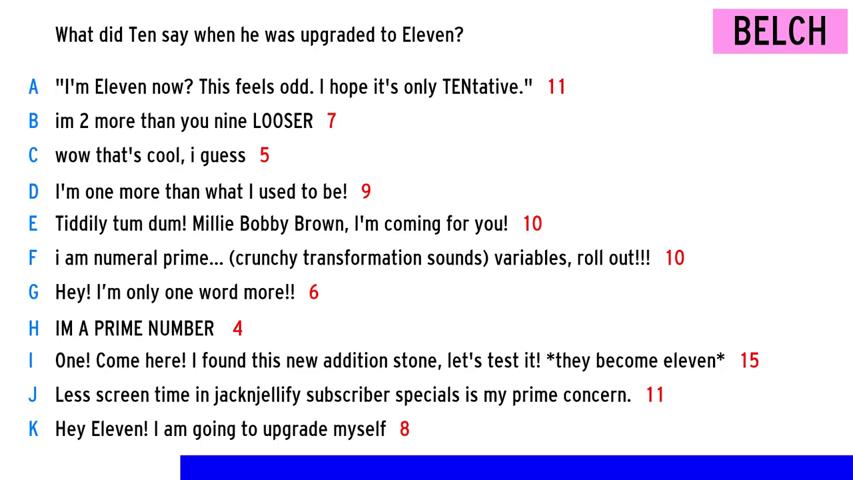 What did Ten say when he was upgraded to Eleven? BELCH
A "I'm Eleven now? This feels odd. I hope it's only TENtative." 11
B im 2 more than you nine LOOSER 7
C wow that's cool, i guess 5
D I'm one more than what I used to be! 9
E Tiddily tum dum! Millie Bobby Brown, I'm coming for you! 10
F i am numeral prime... (crunchy transformation sounds) variables, roll out!!! 10
G Hey! I’m only one word more!! 6
H IM A PRIME NUMBER 4
I One! Come here! I found this new addition stone, let's test it! *they become eleven* 15
J Less screen time in jacknjellify subscriber specials is my prime concern. 11
K Hey Eleven! I am going to upgrade myself 8